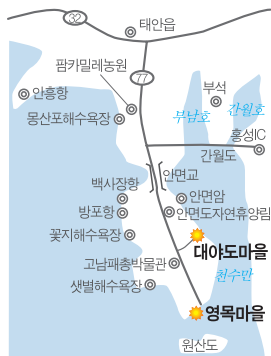 32
태안읍
팜카밀레농원
77
안흥항
부석
몽산포해수욕장
부남호
간월호
홍성IC
간월도
안면교
백사장항
안면암
방포항
안면도자연휴양림
꽃지해수욕장
대야도마을
고남패총박물관
천수만
샛별해수욕장
영목마을
원산도